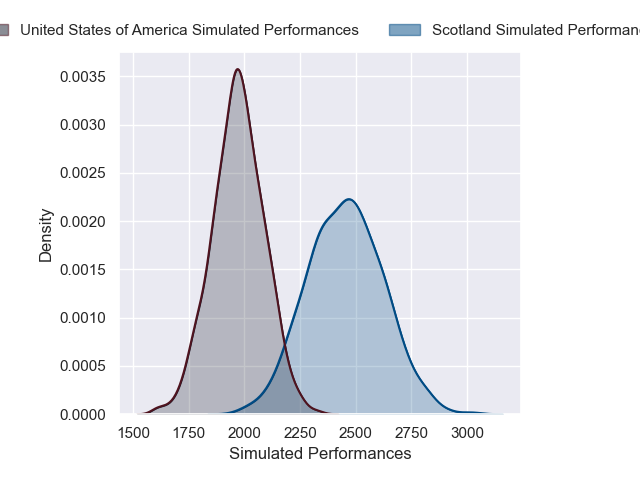 United States of America Simulated Performances
Scotland Simulated
0.0035
0.0030
0.0025
0.0020
0.0015
0.0010
0.0005
0.0000
Density
1500 1750 2000 2250 2500 2750 3000
Simulated Performances